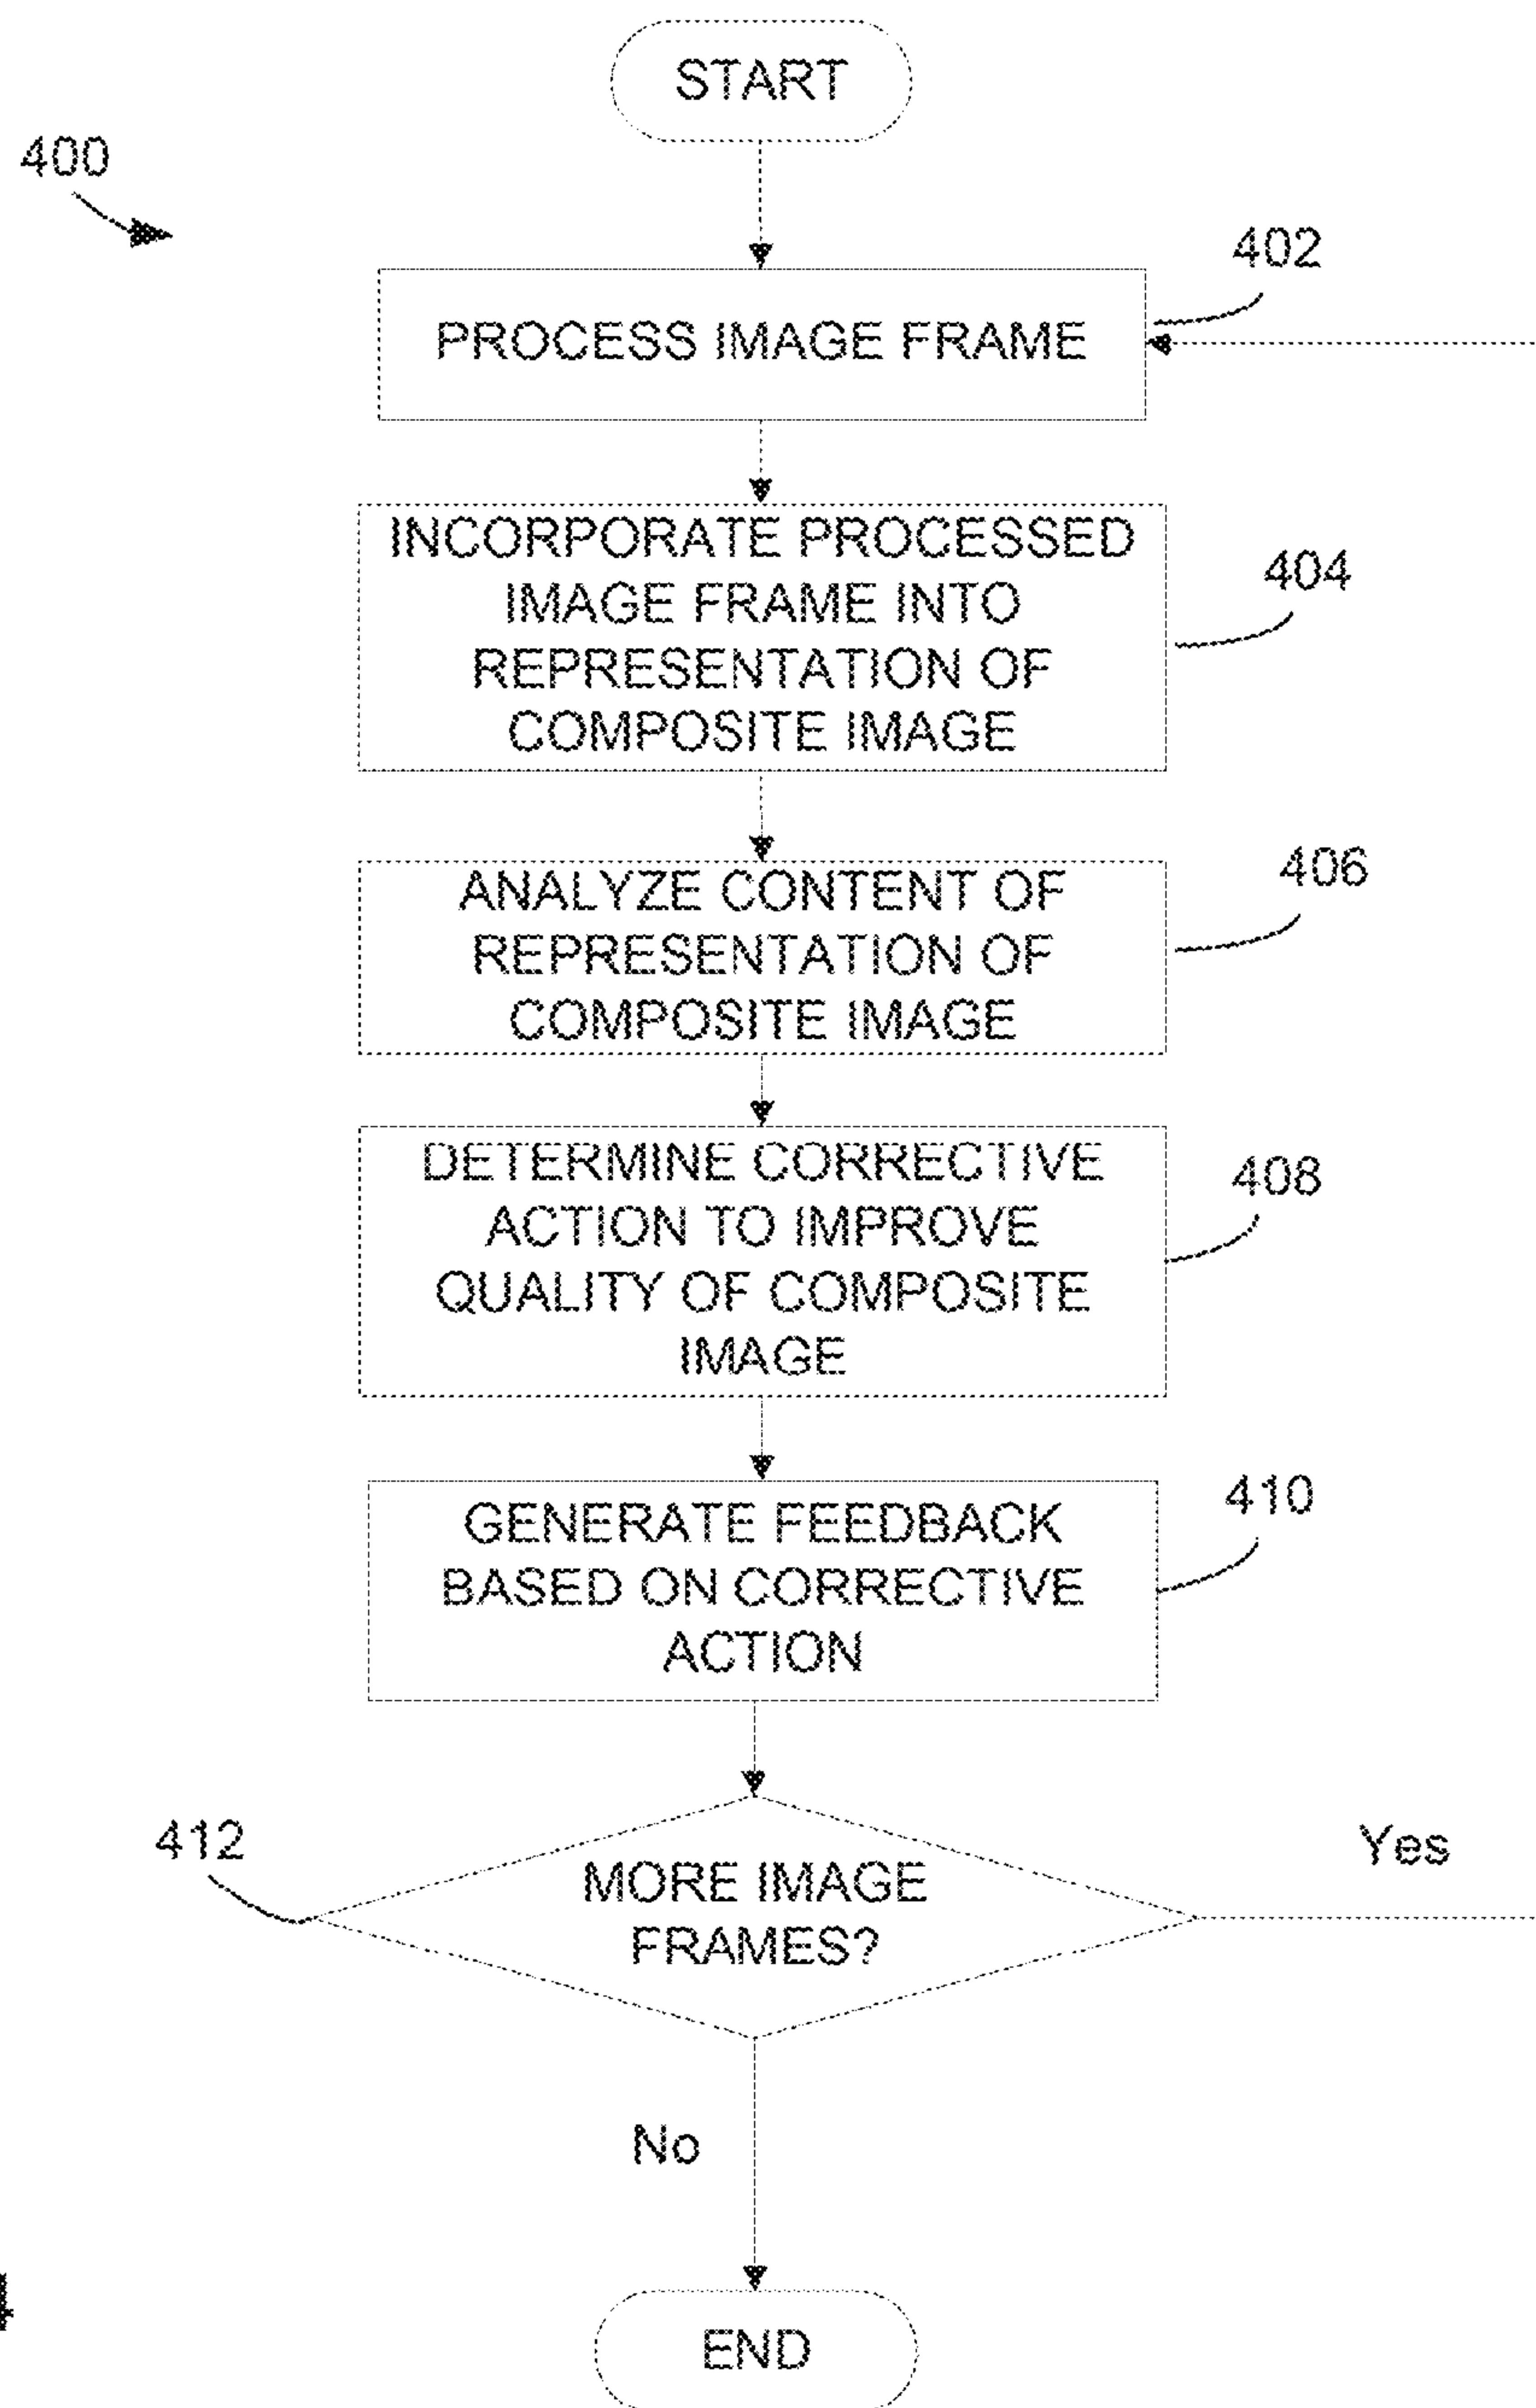 START
400
402
PROCESS IMAGE FRAME
INCORPORATE PROCESSED
IMAGE FRAME INTO
REPRESENTATION OF
COMPOSITE IMAGE
404
ANALYZE CONTENT OF
REPRESENTATION OF
COMPOSITE IMAGE
406
DETERMINE CORRECTIVE
ACTION TO IMPROVE
QUALITY OF COMPOSITE
IMAGE
408
GENERATE FEEDBACK
BASED ON CORRECTIVE
ACTION
410
412
MORE IMAGE
FRAMES?
Yes
No
END